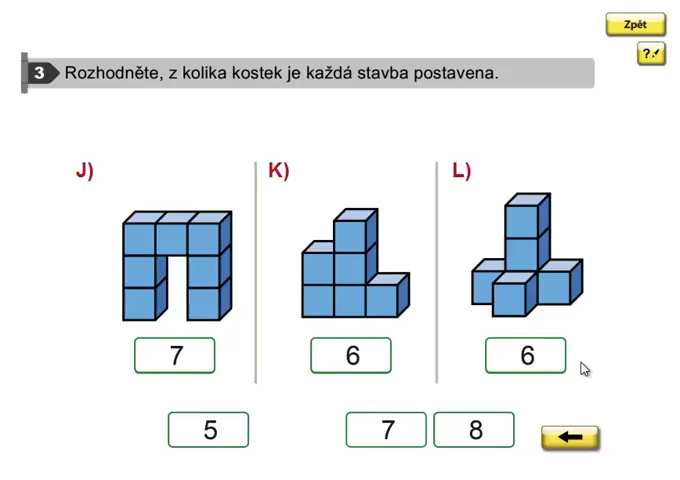 Zpět
?
3 Rozhodněte, z kolika kostek je každá stavba postavena.
J) K) L)
7 6 6
5 7 8